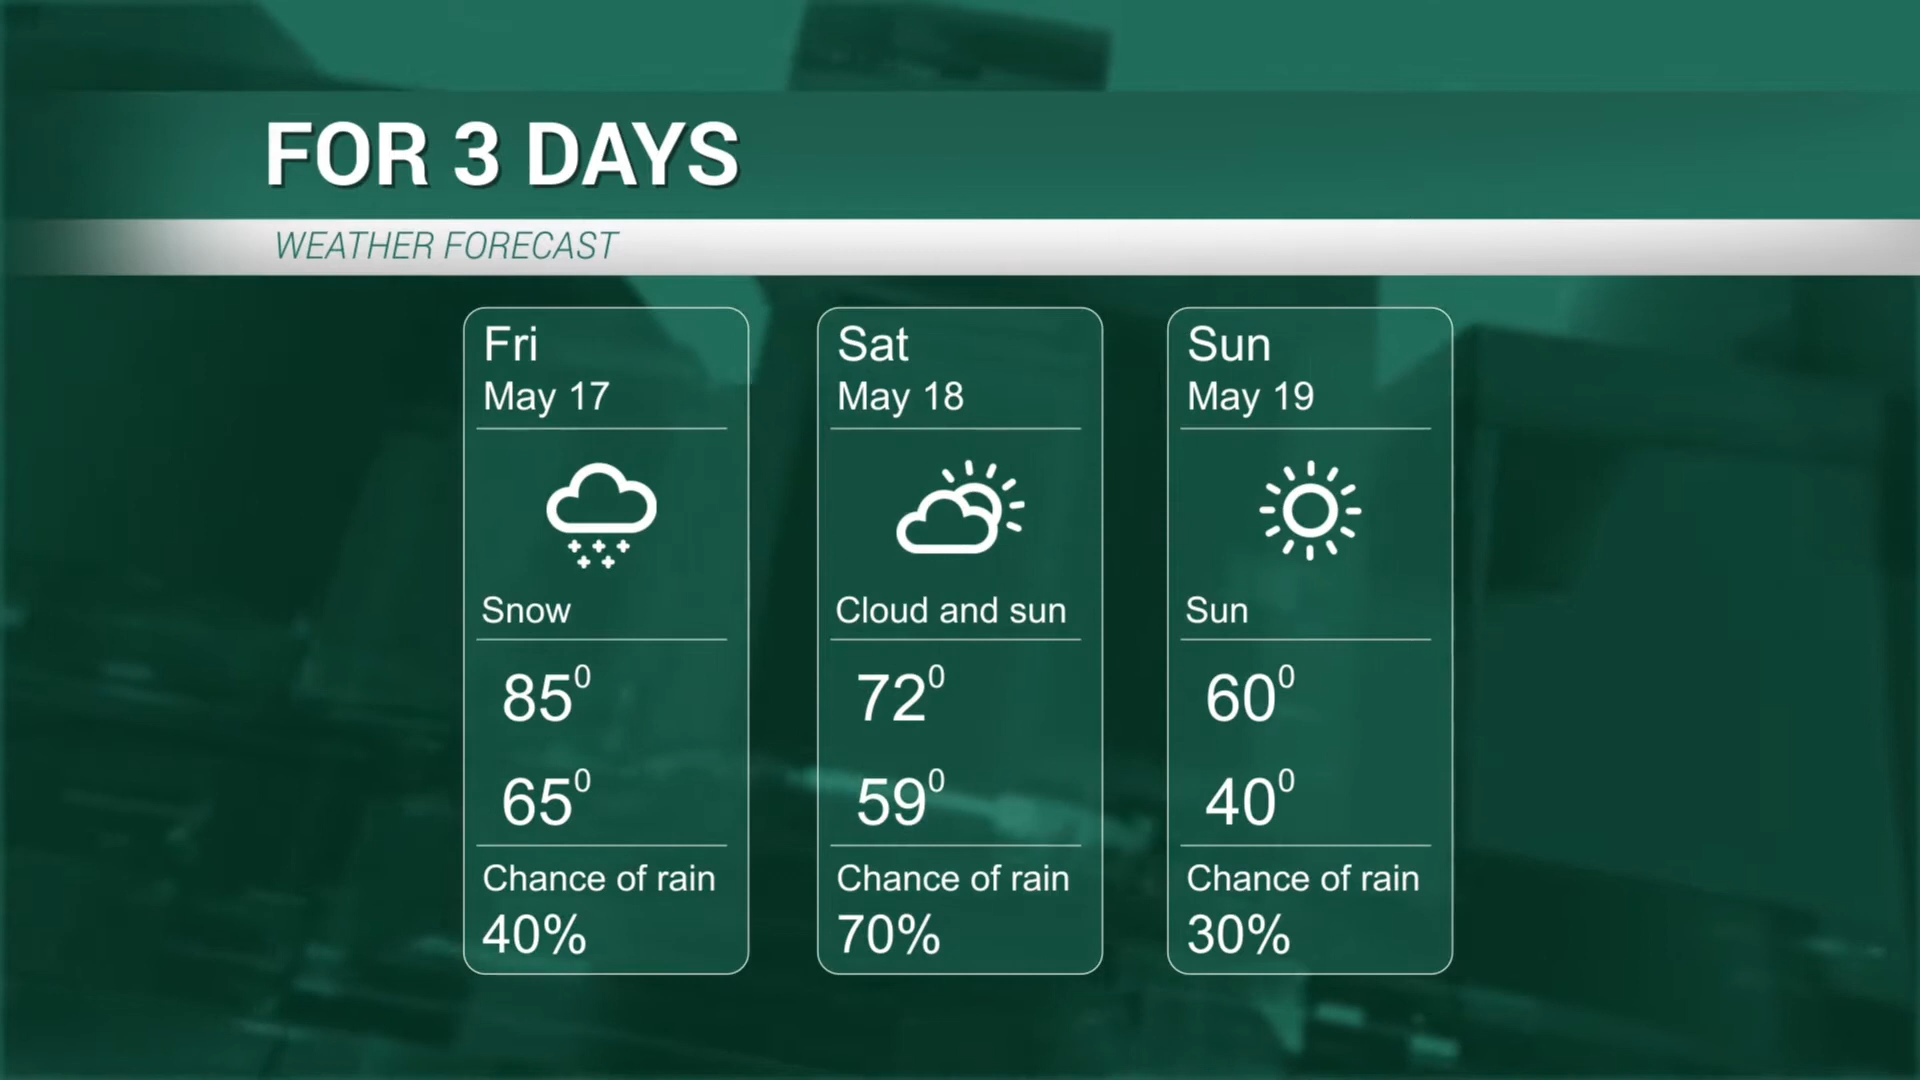 FOR 3 DAYS
WEATHER FORECAST
Fri
May 17
Snow
85⁰
65⁰
Chance of rain
40%
Sat
May 18
Cloud and sun
72⁰
59⁰
Chance of rain
70%
Sun
May 19
Sun
60⁰
40⁰
Chance of rain
30%